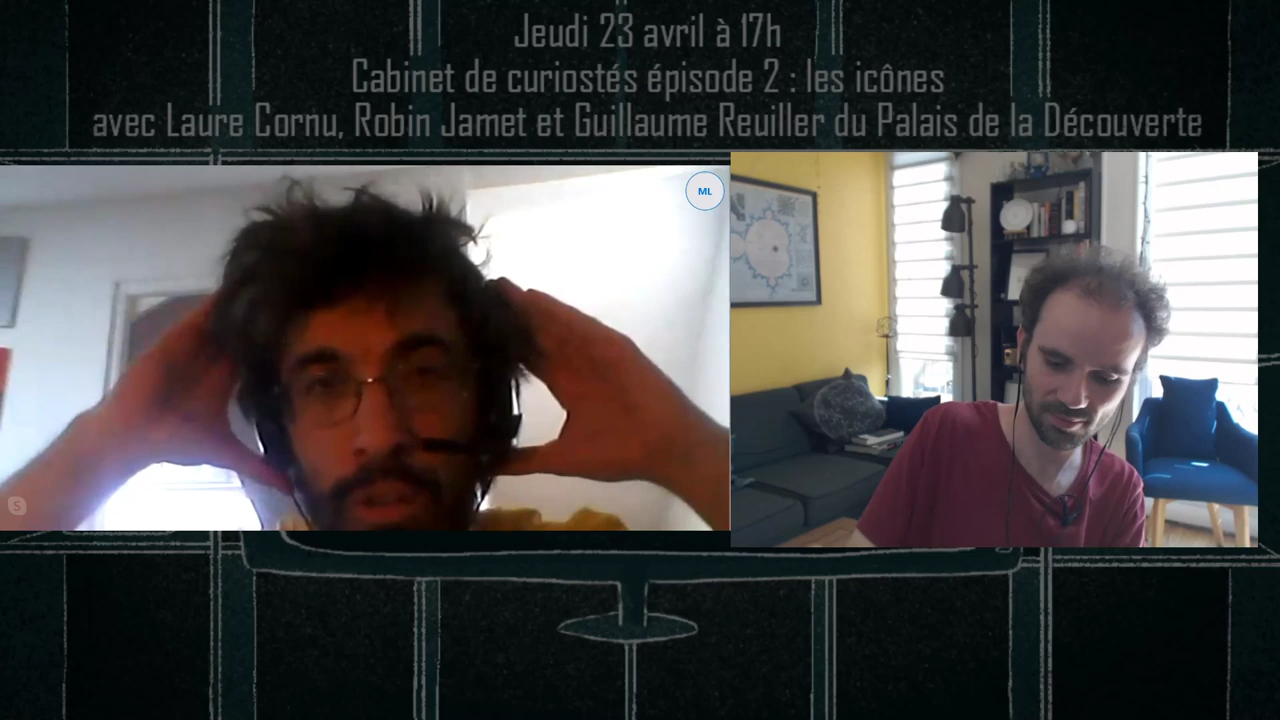 Jeudi 23 avril à 17h
Cabinet de curiostés épisode 2 : les icônes
avec Laure Cornu, Robin Jamet et Guillaume Reuiller du Palais de la Découverte
ML
S